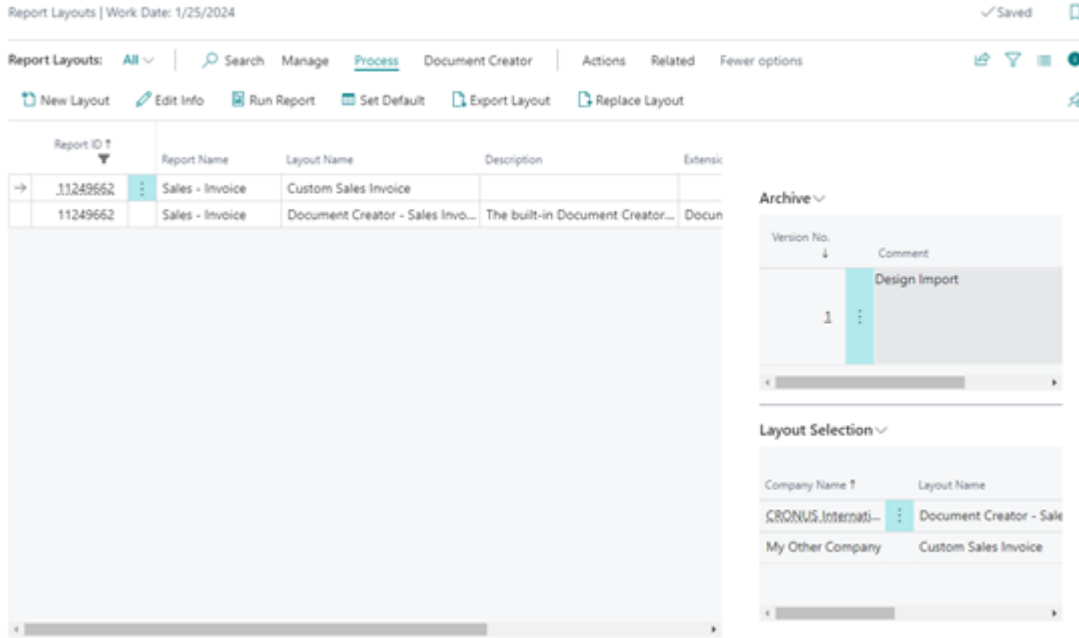 Report Layouts | Work Date: 1/25/2024
✓Saved
Report Layouts: All Search Manage Process Document Creator Actions Related Fewer options
New Layout Edit Info Run Report Set Default Export Layout Replace Layout
Report ID ↑ Report Name Layout Name Description Extensic
→ 11249662 Sales - Invoice Custom Sales Invoice
11249662 Sales - Invoice Document Creator - Sales Invo... The built-in Document Creator... Docun
Archive
Version No. ↓ Comment
1 Design Import
Layout Selection
Company Name ↑ Layout Name
CRONUS Internati... Document Creator - Sale
My Other Company Custom Sales Invoice